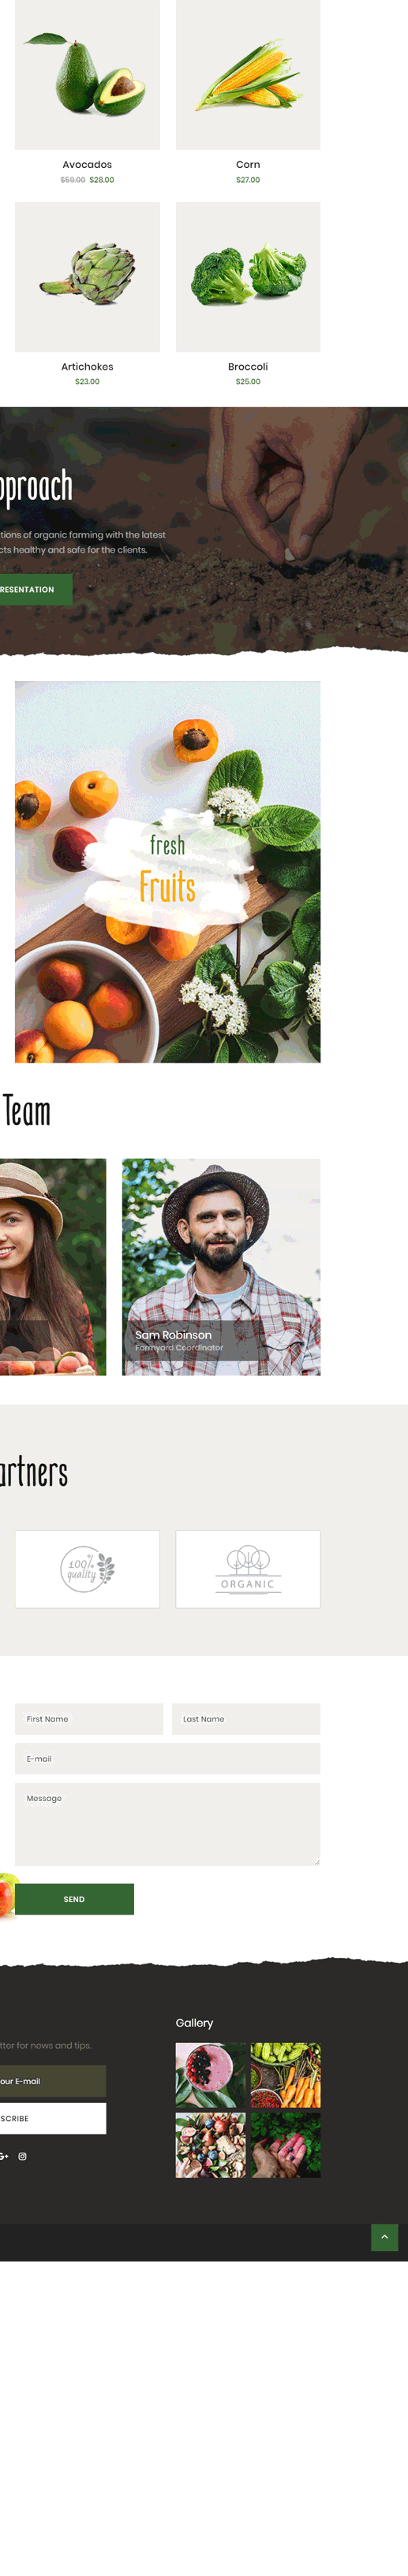 Avocados
Corn
$59.00 $28.00
$27.00
Artichokes
Broccoli
$23.00
$25.00
pproach
tions of organic farming with the latest
cts healthy and safe for the clients.
RESENTATION
fresh
Fruits
Team
Sam Robinson
Farmyard Coordinator
artners
100% quality
ORGANIC
First Name
Last Name
E-mail
Message
SEND
Gallery
tter for news and tips.
our E-mail
SCRIBE
G+